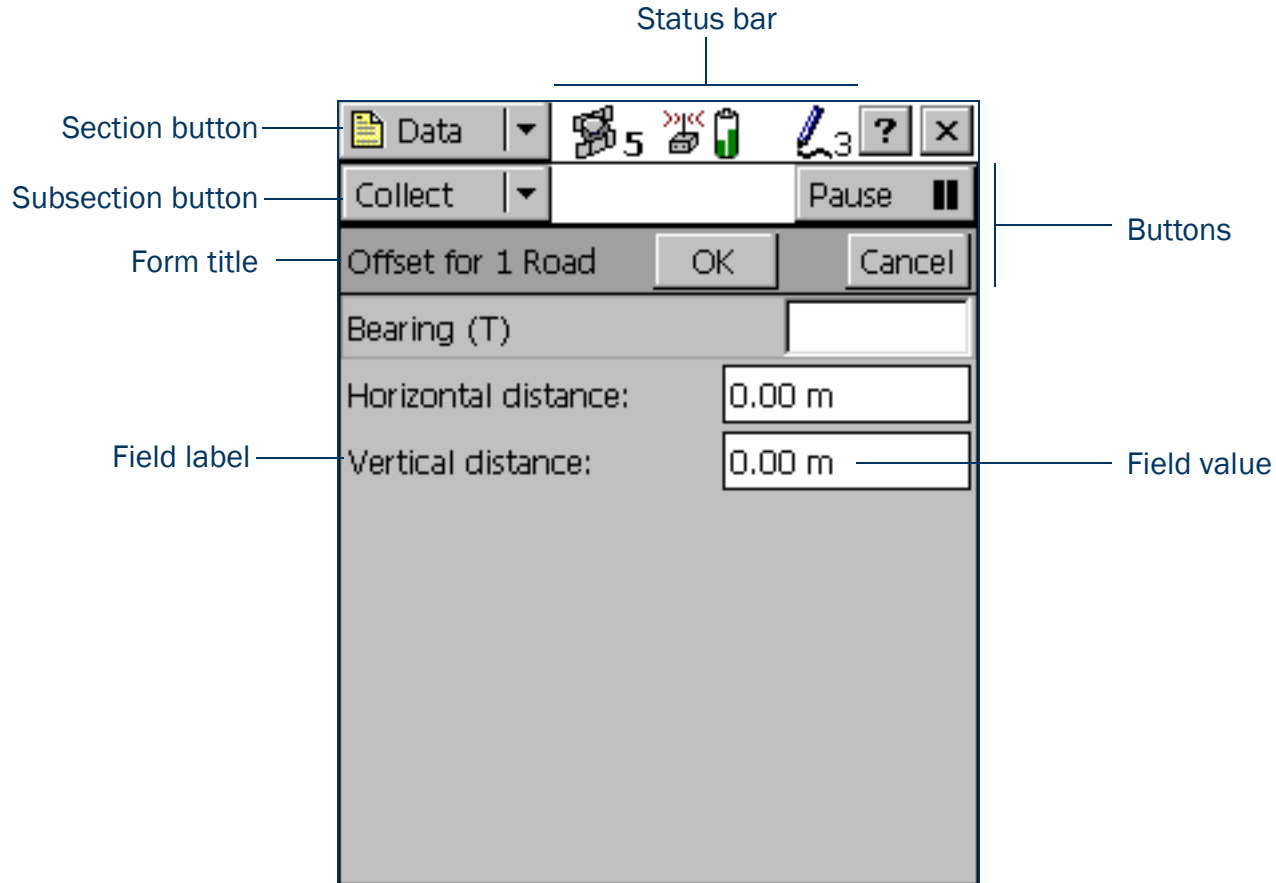 Status bar
Section button
Data
5
3
?
×
Subsection button
Collect
Pause
Buttons
Form title
Offset for 1 Road
OK
Cancel
Bearing (T)
Horizontal distance:
0.00 m
Field label
Vertical distance:
0.00 m
Field value